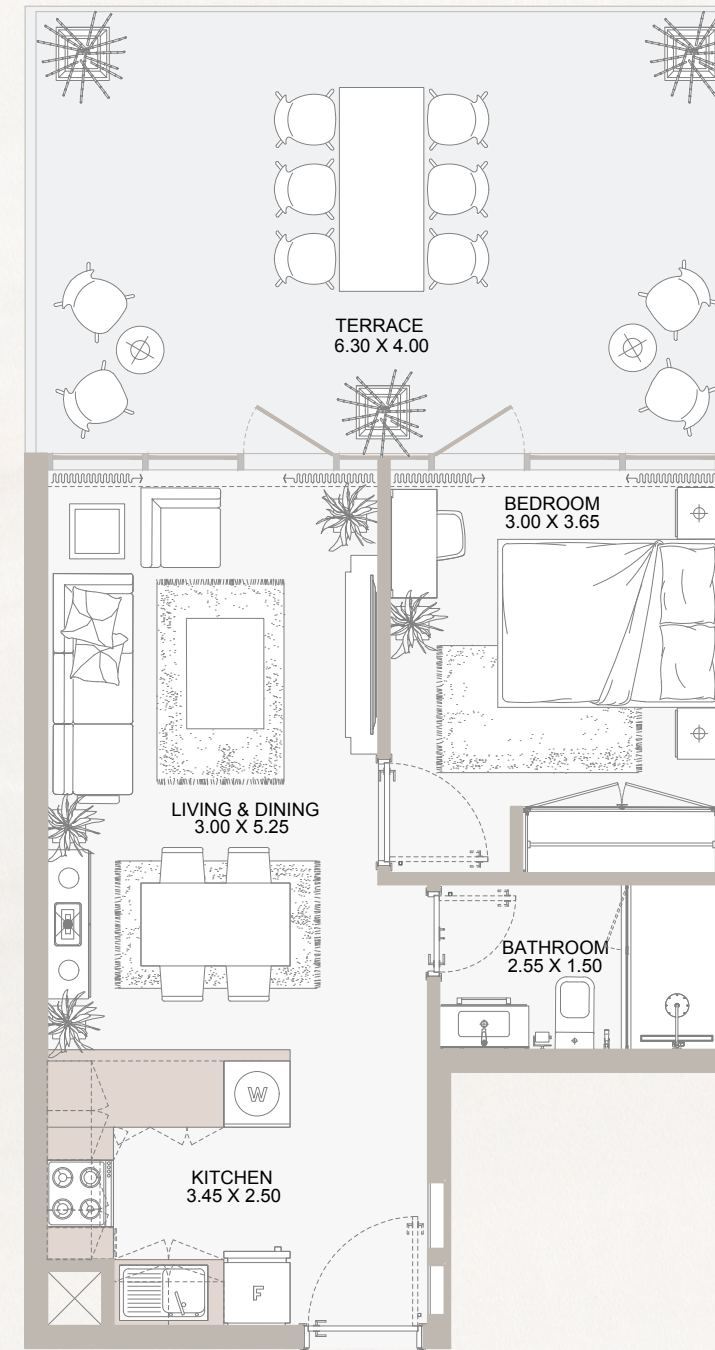 TERRACE
6.30 X 4.00
BEDROOM
3.00 X 3.65
LIVING & DINING
3.00 X 5.25
BATHROOM
2.55 X 1.50
W
KITCHEN
3.45 X 2.50
F